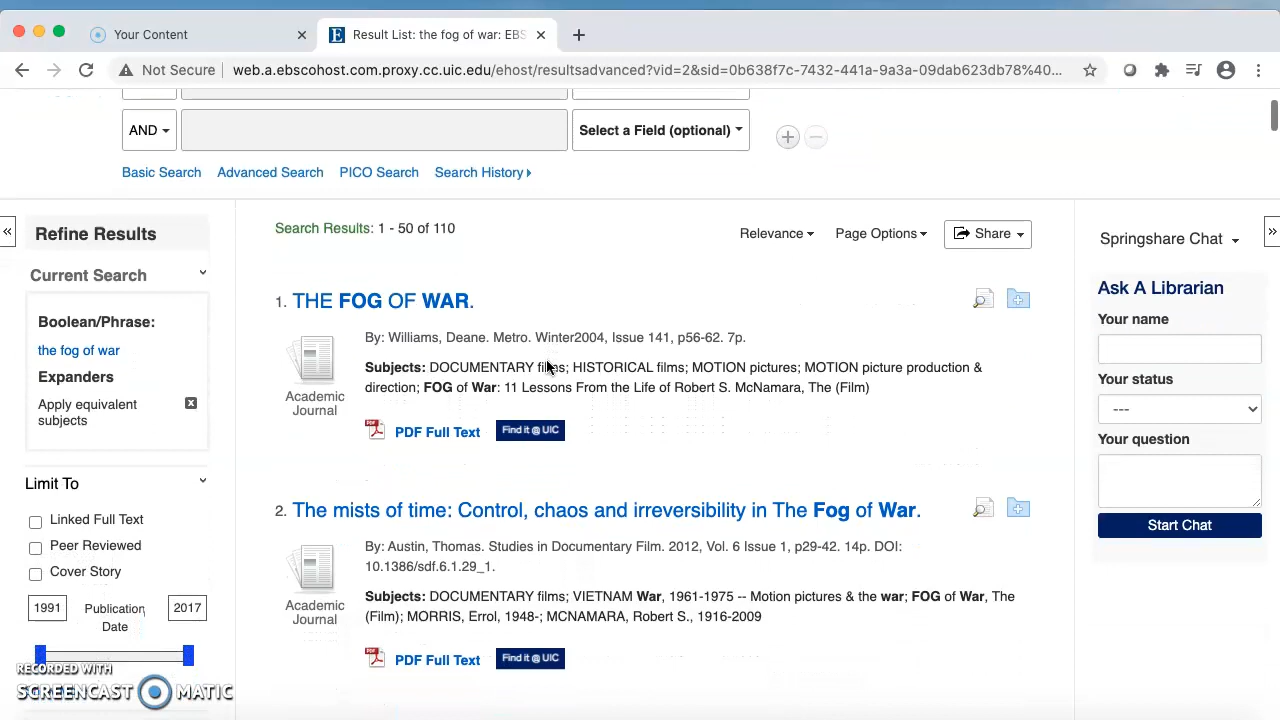 Your Content
Result List: the fog of war: EBS
Not Secure
web.a.ebscohost.com.proxy.cc.uic.edu/ehost/resultsadvanced?vid=2&sid=0b638f7c-7432-441a-9a3a-09dab623db78%40...
AND
Select a Field (optional)
Basic Search
Advanced Search
PICO Search
Search History
Refine Results
Current Search
Boolean/Phrase:
the fog of war
Expanders
Apply equivalent
subjects
Limit To
Linked Full Text
Peer Reviewed
Cover Story
1991
Publication
Date
2017
Search Results: 1 - 50 of 110
Relevance
Page Options
Share
1. THE FOG OF WAR.
Academic
Journal
By: Williams, Deane. Metro. Winter2004, Issue 141, p56-62. 7p.
Subjects: DOCUMENTARY films; HISTORICAL films; MOTION pictures; MOTION picture production &
direction; FOG of War: 11 Lessons From the Life of Robert S. McNamara, The (Film)
PDF Full Text
Find it @ UIC
2. The mists of time: Control, chaos and irreversibility in The Fog of War.
Academic
Journal
By: Austin, Thomas. Studies in Documentary Film. 2012, Vol. 6 Issue 1, p29-42. 14p. DOI:
10.1386/sdf.6.1.29_1.
Subjects: DOCUMENTARY films; VIETNAM War, 1961-1975 -- Motion pictures & the war; FOG of War, The
(Film); MORRIS, Errol, 1948-; MCNAMARA, Robert S., 1916-2009
PDF Full Text
Find it @ UIC
Springshare Chat
Ask A Librarian
Your name
Your status
---
Your question
Start Chat
RECORDED WITH
SCREENCAST MATIC